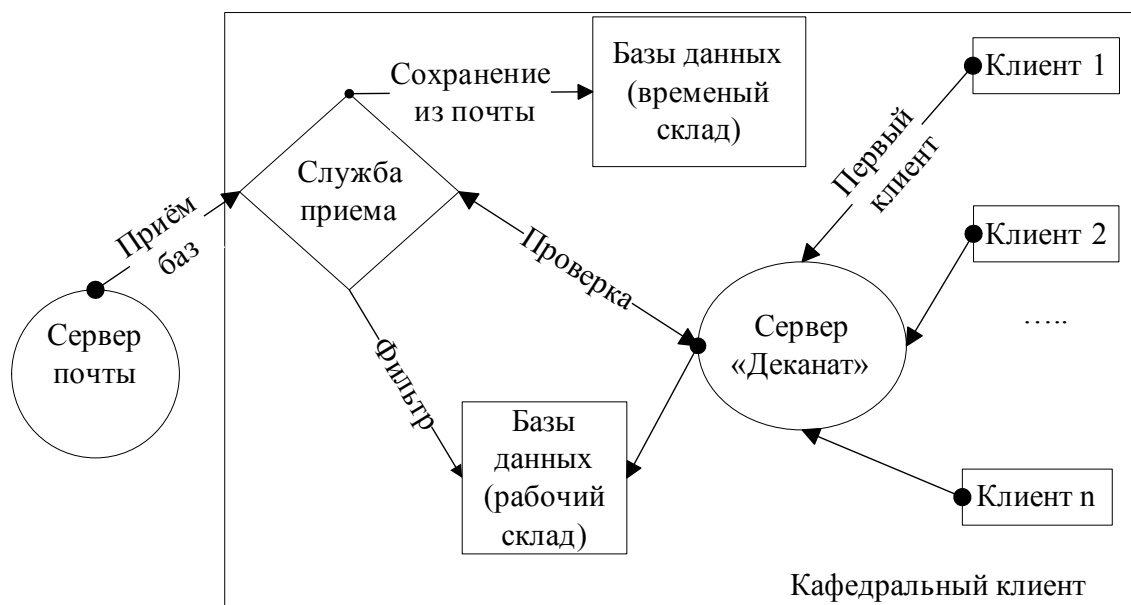 Базы данных
(временый
склад)
Сохранение
из почты
Клиент 1
Первый
клиент
Служба
приема
Приём
баз
Клиент 2
Проверка
…..
Сервер
почты
Сервер
«Деканат»
Фильтр
Базы
данных
(рабочий
склад)
Клиент n
Кафедральный клиент